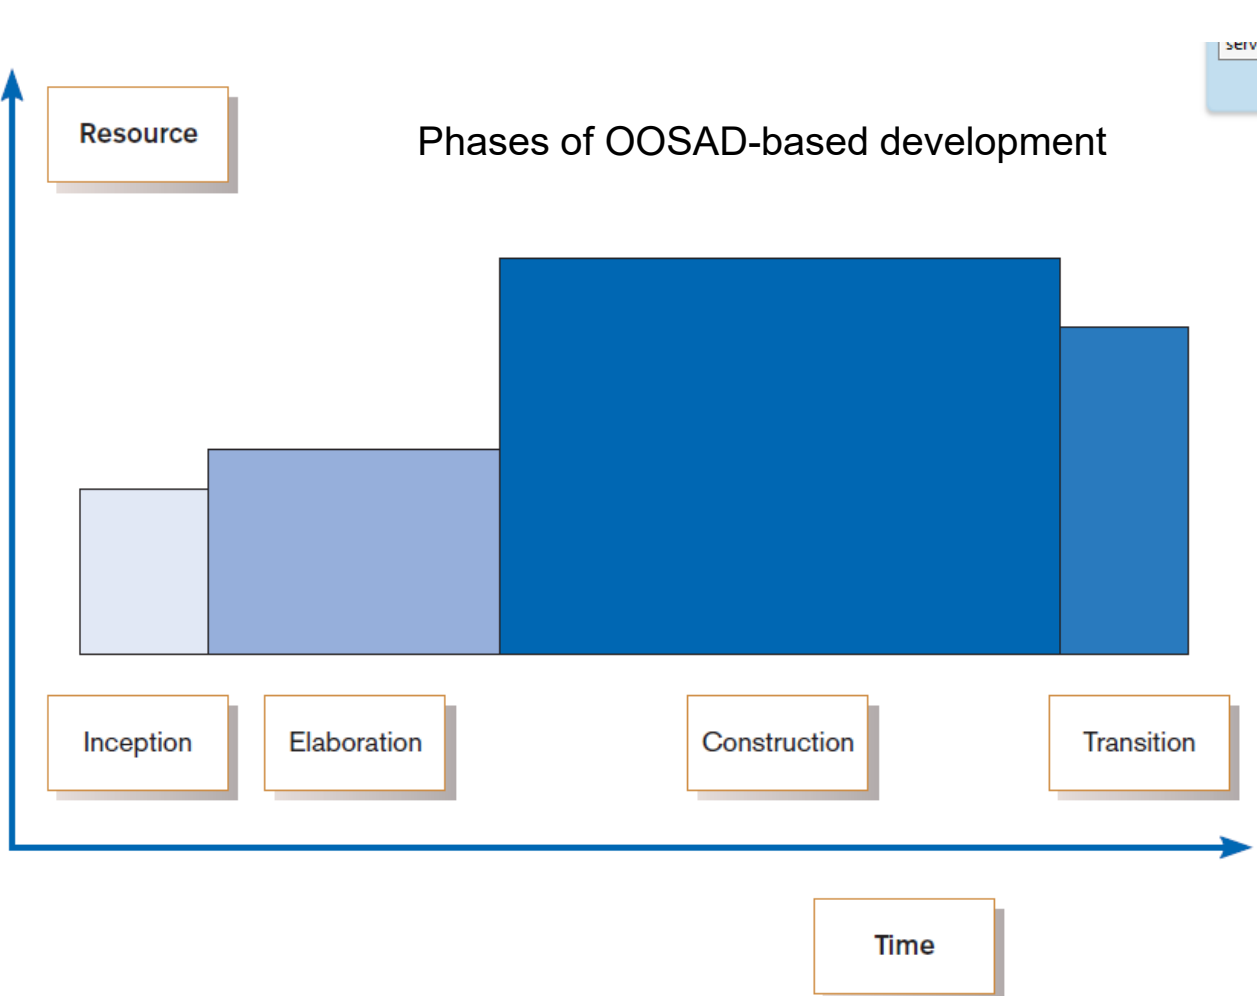 Resource
Phases of OOSAD-based development
Inception
Elaboration
Construction
Transition
Time